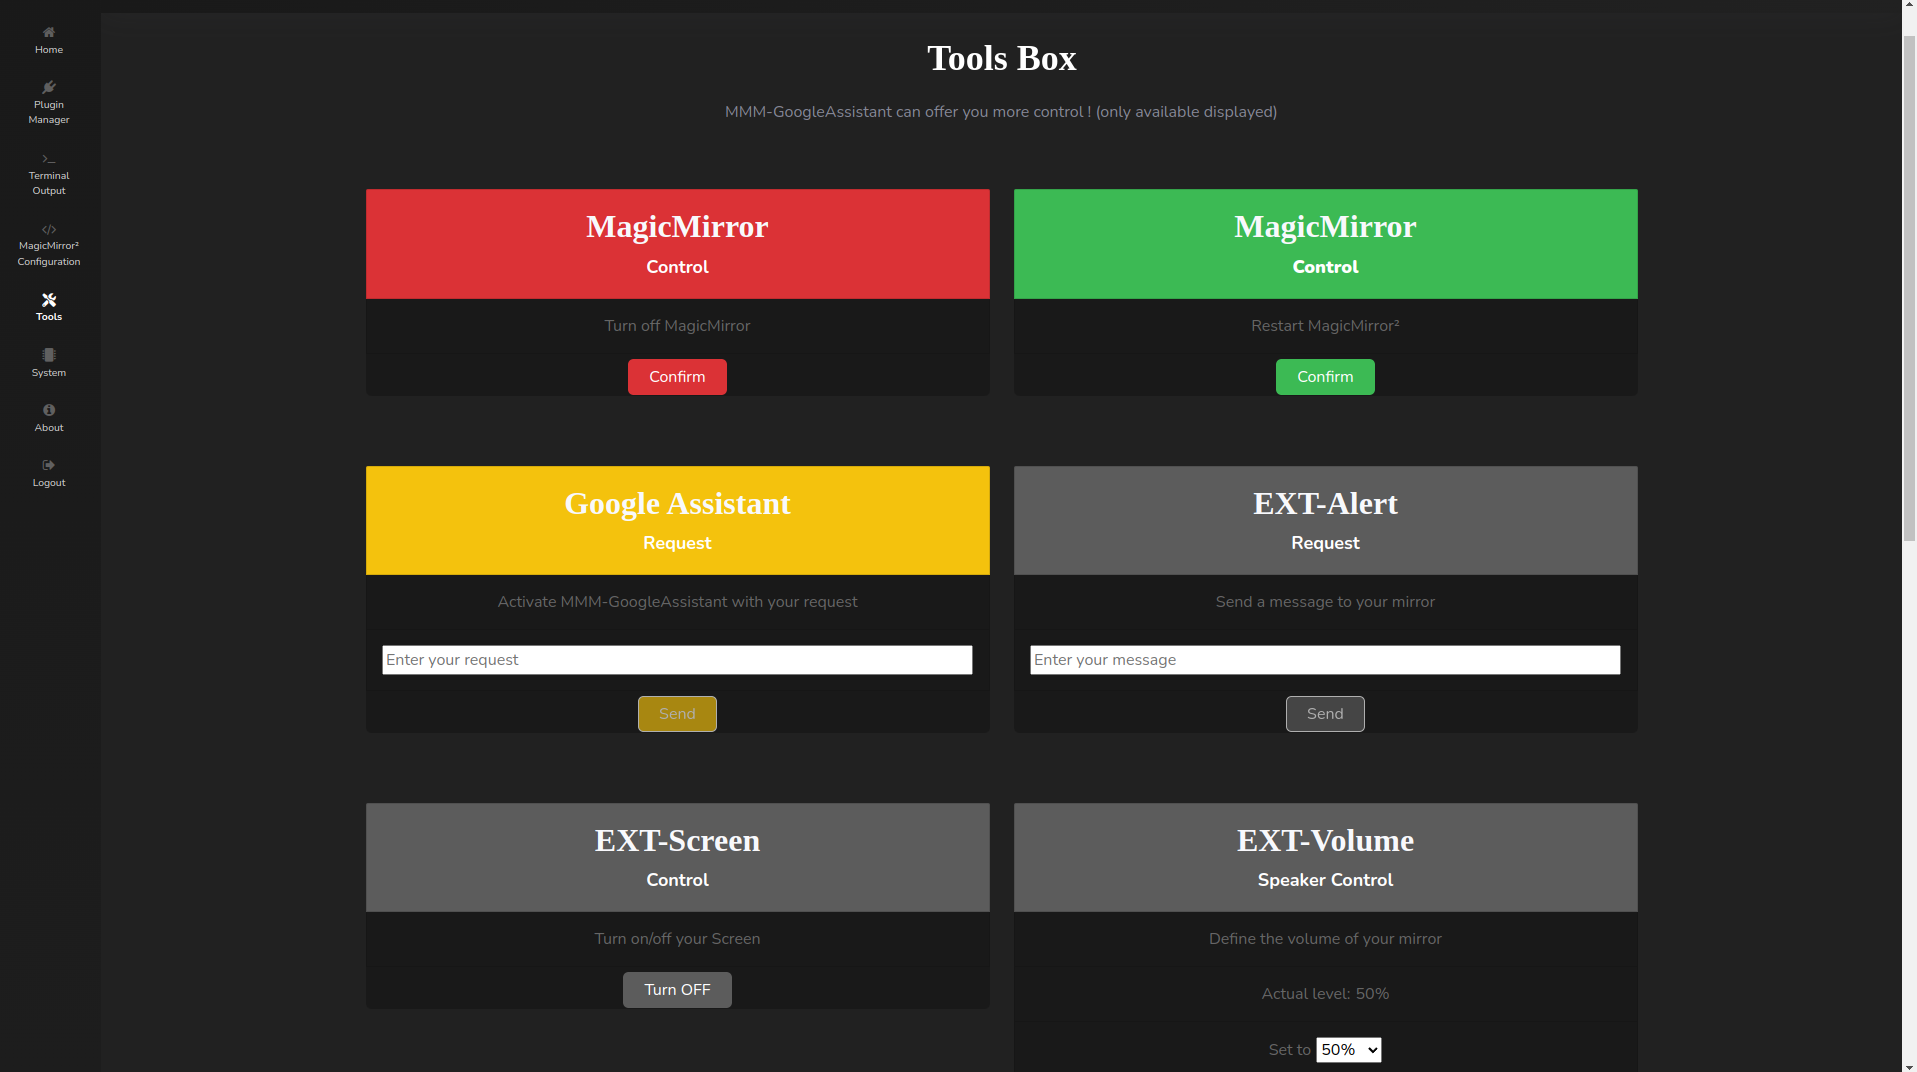 Home
Plugin
Manager
Terminal
Output
MagicMirror²
Configuration
Tools
System
About
Logout
Tools Box
MMM-GoogleAssistant can offer you more control ! (only available displayed)
MagicMirror
Control
Turn off MagicMirror
Confirm
MagicMirror
Control
Restart MagicMirror²
Confirm
Google Assistant
Request
Activate MMM-GoogleAssistant with your request
Enter your request
Send
EXT-Alert
Request
Send a message to your mirror
Enter your message
Send
EXT-Screen
Control
Turn on/off your Screen
Turn OFF
EXT-Volume
Speaker Control
Define the volume of your mirror
Actual level: 50%
Set to 50%